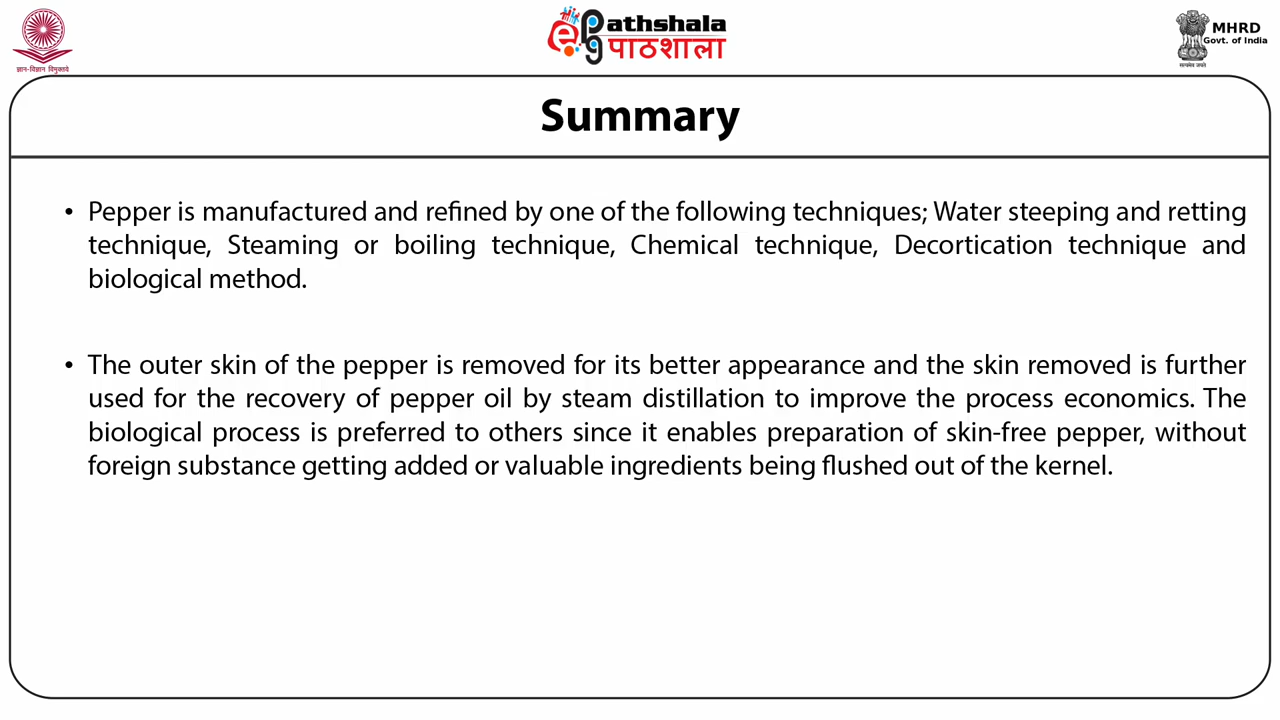 ज्ञान-विज्ञान विमुक्तये
ePathshala
पाठशाला
MHRD
Govt. of India
सत्यमेव जयते
Summary
• Pepper is manufactured and refined by one of the following techniques; Water steeping and retting
technique, Steaming or boiling technique, Chemical technique, Decortication technique and
biological method.
• The outer skin of the pepper is removed for its better appearance and the skin removed is further
used for the recovery of pepper oil by steam distillation to improve the process economics. The
biological process is preferred to others since it enables preparation of skin-free pepper, without
foreign substance getting added or valuable ingredients being flushed out of the kernel.